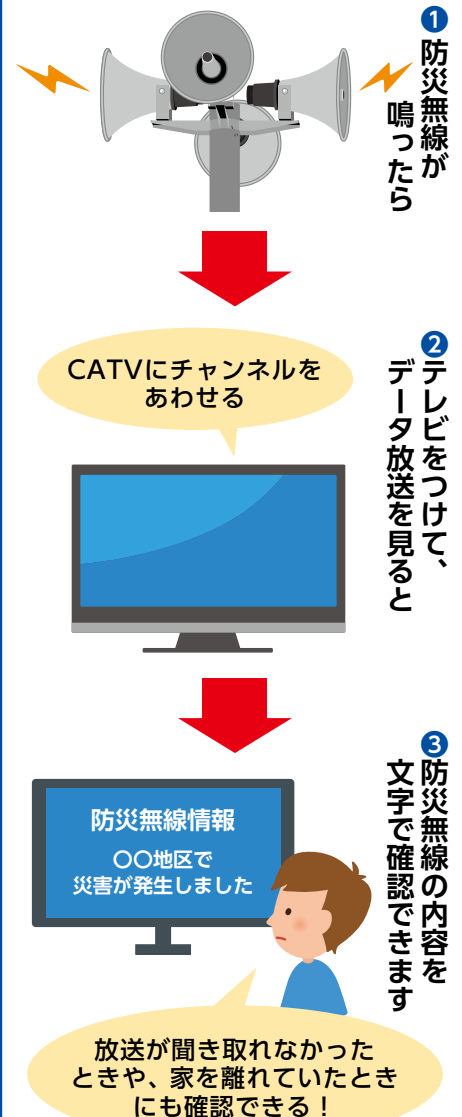 ❶防災無線が
鳴ったら
❷テレビをつけて、
データ放送を見ると
CATVにチャンネルを
あわせる
❸防災無線の内容を
文字で確認できます
防災無線情報
〇〇地区で
災害が発生しました
放送が聞き取れなかった
ときや、家を離れていたとき
にも確認できる！